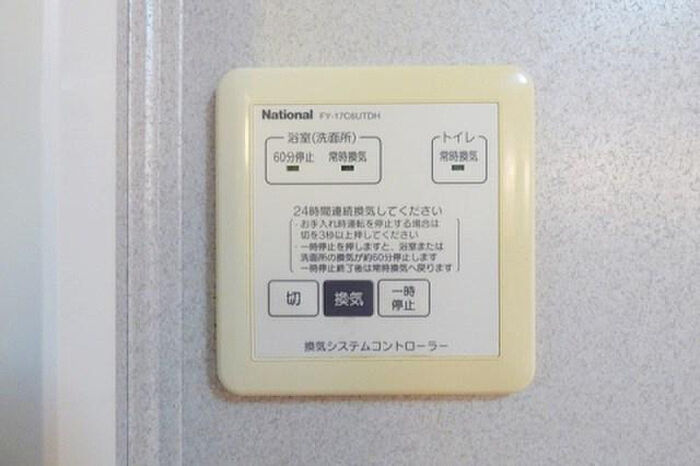 National FY-17C6UTDH
浴室(洗面所)
60分停止 常時換気
トイレ
常時換気
24時間連続換気してください
・お手入れ時運転を停止する場合は
切を3秒以上押してください
・一時停止を押しますと、浴室または
洗面所の換気が約60分停止します
一時停止終了後は常時換気へ戻ります
切
換気
一時
停止
換気システムコントローラー